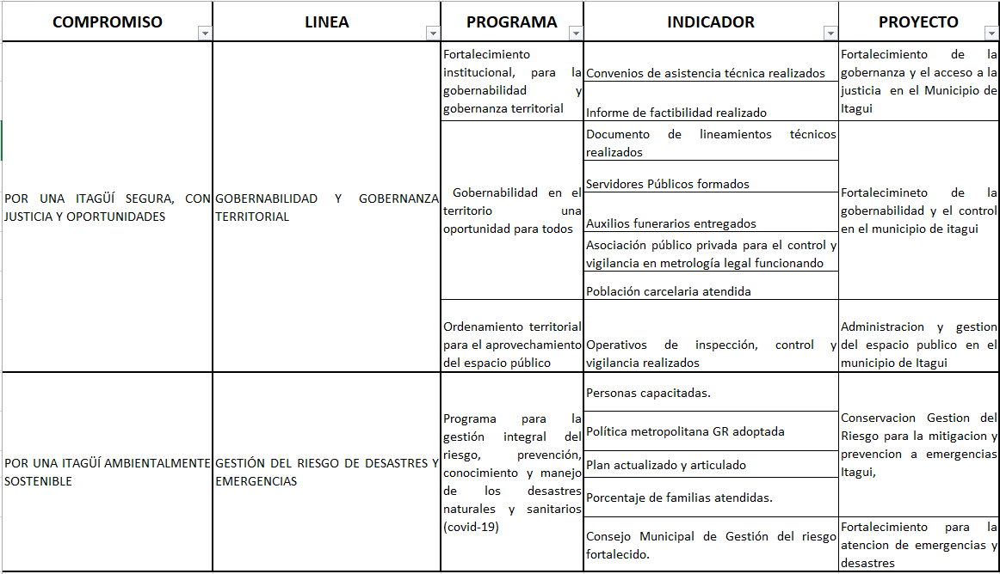 COMPROMISO
LINEA
PROGRAMA
INDICADOR
PROYECTO
POR UNA ITAGÜÍ SEGURA, CON
JUSTICIA Y OPORTUNIDADES
GOBERNABILIDAD Y GOBERNANZA
TERRITORIAL
Fortalecimiento
institucional, para la
gobernabilidad y
gobernanza territorial
Convenios de asistencia técnica realizados
Informe de factibilidad realizado
Fortalecimiento de la
gobernanza y el acceso a la
justicia en el Municipio de
Itagui
Gobernabilidad en el
territorio una
oportunidad para todos
Documento de lineamientos técnicos
realizados
Servidores Públicos formados
Auxilios funerarios entregados
Asociación público privada para el control y
vigilancia en metrología legal funcionando
Población carcelaria atendida
Fortalecimineto de la
gobernabilidad y el control
en el municipio de itagui
Ordenamiento territorial
para el aprovechamiento
del espacio público
Operativos de inspección, control y
vigilancia realizados
Administracion y gestion
del espacio publico en el
municipio de Itagui
POR UNA ITAGÜÍ AMBIENTALMENTE
SOSTENIBLE
GESTIÓN DEL RIESGO DE DESASTRES Y
EMERGENCIAS
Programa para la
gestión integral del
riesgo, prevención,
conocimiento y manejo
de los desastres
naturales y sanitarios
(covid-19)
Personas capacitadas.
Política metropolitana GR adoptada
Plan actualizado y articulado
Porcentaje de familias atendidas.
Conservacion Gestion del
Riesgo para la mitigacion y
prevencion a emergencias
Itagui,
Consejo Municipal de Gestión del riesgo
fortalecido.
Fortalecimiento para la
atencion de emergencias y
desastres